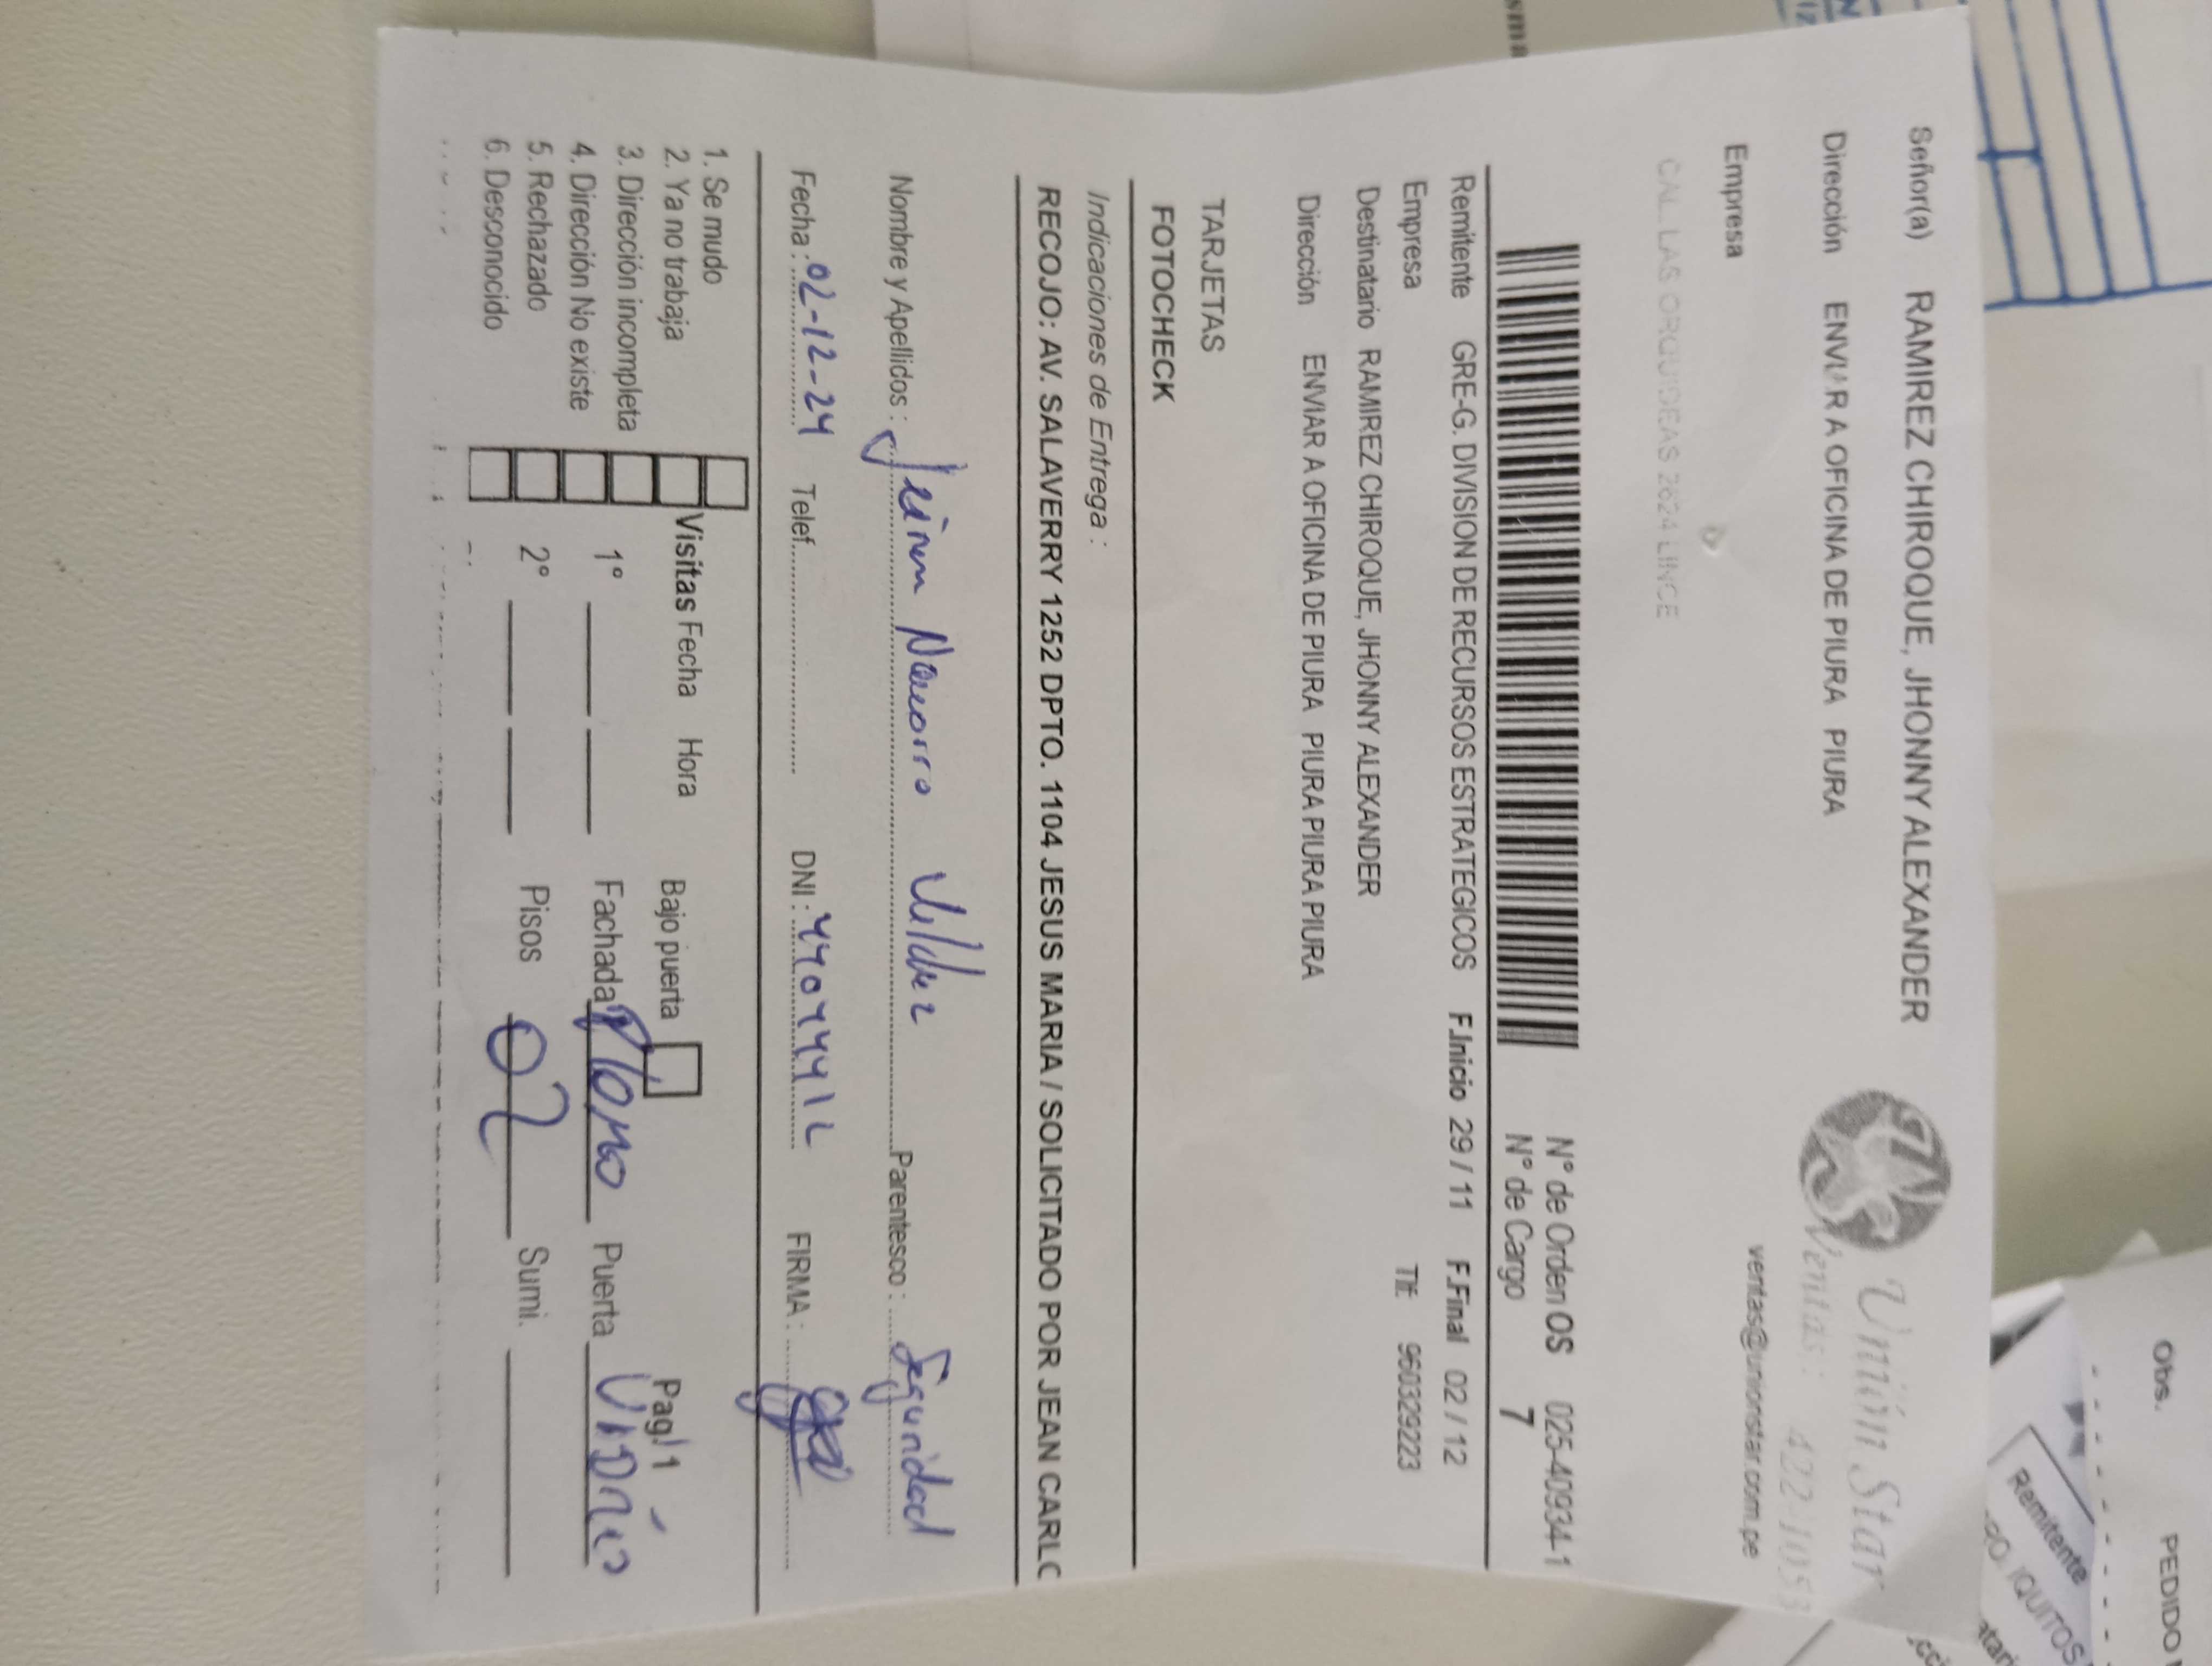 Señor(a) RAMIREZ CHIROQUE, JHONNY ALEXANDER
Unión Star
Dirección ENVIAR A OFICINA DE PIURA PIURA
Ventas: 422-1053
Empresa
ventas@unionstar.com.pe
CAL. LAS ORQUIDEAS 2624 LINCE
N° de Orden OS 025-40934-1
N° de Cargo 7
Remitente GRE-G. DIVISION DE RECURSOS ESTRATEGICOS F.Inicio 29 / 11 F.Final 02 / 12
Empresa Tlf: 960329223
Destinatario RAMIREZ CHIROQUE, JHONNY ALEXANDER
Dirección ENVIAR A OFICINA DE PIURA PIURA PIURA PIURA
TARJETAS
FOTOCHECK
Indicaciones de Entrega :
RECOJO: AV. SALAVERRY 1252 DPTO. 1104 JESUS MARIA / SOLICITADO POR JEAN CARLO
Nombre y Apellidos : Navarro Parentesco : Seguridad
Fecha : 02-12-24 Telef. DNI : FIRMA :
1. Se mudo
2. Ya no trabaja
3. Dirección incompleta
4. Dirección No existe
5. Rechazado
6. Desconocido
Visitas Fecha Hora Bajo puerta Pag/ 1
1° Fachada Plomo Puerta Vidrio
2° Pisos 02 Sumi.
Obs.
PEDIDO
Remitente
IQUITOS